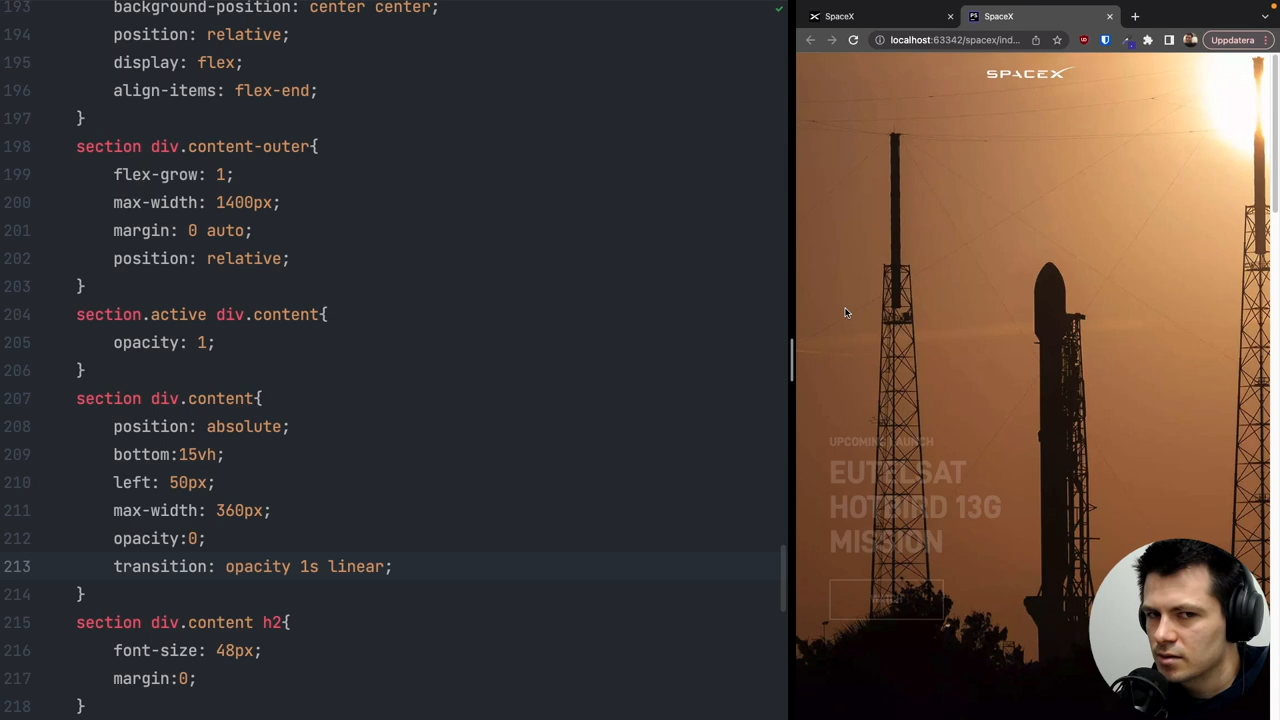 193 background-position: center center;
194 position: relative;
195 display: flex;
196 align-items: flex-end;
197 }
198 section div.content-outer{
199 flex-grow: 1;
200 max-width: 1400px;
201 margin: 0 auto;
202 position: relative;
203 }
204 section.active div.content{
205 opacity: 1;
206 }
207 section div.content{
208 position: absolute;
209 bottom:15vh;
210 left: 50px;
211 max-width: 360px;
212 opacity:0;
213 transition: opacity 1s linear;
214 }
215 section div.content h2{
216 font-size: 48px;
217 margin:0;
218 }
SpaceX
SpaceX
localhost:63342/spacex/ind...
Uppdatera
SPACEX
UPCOMING LAUNCH
EUTELSAT
HOTBIRD 13G
MISSION